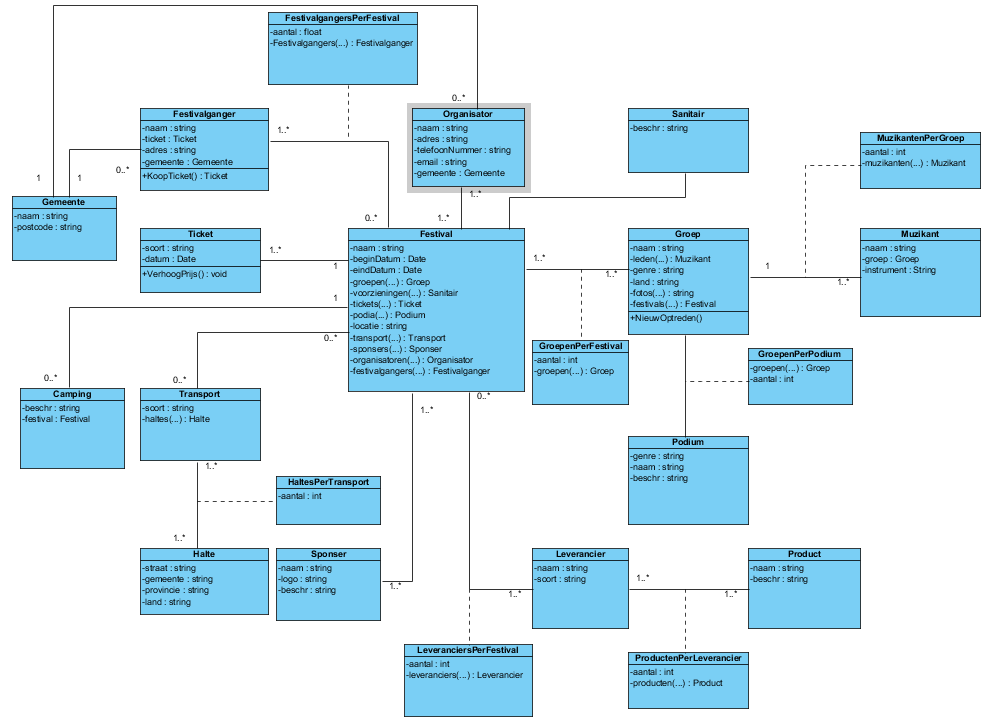 FestivalgangersPerFestival
-aantal : float
-Festivalgangers(...) : Festivalganger
0..*
Festivalganger
-naam : string
-ticket : Ticket
-adres : string
-gemeente : Gemeente
+KoopTicket() : Ticket
1..*
0..*
Organisator
-naam : string
-adres : string
-telefoonNummer : string
-email : string
-gemeente : Gemeente
1..*
Sanitair
-beschr : string
MuzikantenPerGroep
-aantal : int
-muzikanten(...) : Muzikant
1
1
Gemeente
-naam : string
-postcode : string
0..*
1..*
Ticket
-soort : string
-datum : Date
+VerhoogPrijs() : void
1..*
1
Festival
-naam : string
-beginDatum : Date
-eindDatum : Date
-groepen(...) : Groep
-voorzieningen(...) : Sanitair
-tickets(...) : Ticket
-podia(...) : Podium
-locatie : string
-transport(...) : Transport
-sponsers(...) : Sponser
-organisatoren(...) : Organisator
-festivalgangers(...) : Festivalganger
1..*
1..*
Groep
-naam : string
-leden(...) : Muzikant
-genre : string
-land : string
-fotos(...) : string
-festivals(...) : Festival
+NieuwOptreden()
1
1..*
Muzikant
-naam : string
-groep : Groep
-instrument : String
1
0..*
GroepenPerFestival
-aantal : int
-groepen(...) : Groep
GroepenPerPodium
-groepen(...) : Groep
-aantal : int
0..*
0..*
Camping
-beschr : string
-festival : Festival
Transport
-soort : string
-haltes(...) : Halte
1..*
1..*
0..*
Podium
-genre : string
-naam : string
-beschr : string
HaltesPerTransport
-aantal : int
1..*
Halte
-straat : string
-gemeente : string
-provincie : string
-land : string
Sponser
-naam : string
-logo : string
-beschr : string
1..*
1..*
Leverancier
-naam : string
-soort : string
1..*
1..*
Product
-naam : string
-beschr : string
LeveranciersPerFestival
-aantal : int
-leveranciers(...) : Leverancier
ProductenPerLeverancier
-aantal : int
-producten(...) : Product